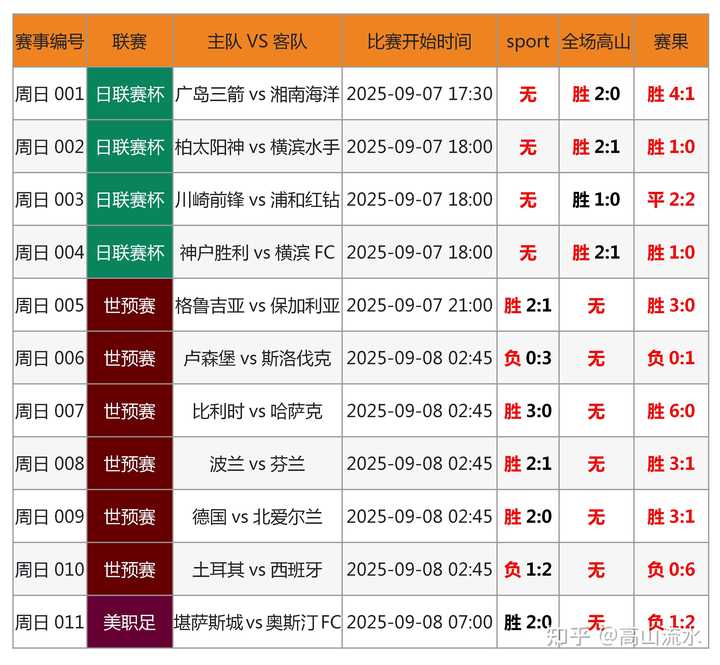 赛事编号 联赛 主队 VS 客队 比赛开始时间 sport 全场高山 赛果
周日 001 日联赛杯 广岛三箭 vs 湘南海洋 2025-09-07 17:30 无 胜 2:0 胜 4:1
周日 002 日联赛杯 柏太阳神 vs 横滨水手 2025-09-07 18:00 无 胜 2:1 胜 1:0
周日 003 日联赛杯 川崎前锋 vs 浦和红钻 2025-09-07 18:00 无 胜 1:0 平 2:2
周日 004 日联赛杯 神户胜利 vs 横滨 FC 2025-09-07 18:00 无 胜 2:1 胜 1:0
周日 005 世预赛 格鲁吉亚 vs 保加利亚 2025-09-07 21:00 胜 2:1 无 胜 3:0
周日 006 世预赛 卢森堡 vs 斯洛伐克 2025-09-08 02:45 负 0:3 无 负 0:1
周日 007 世预赛 比利时 vs 哈萨克 2025-09-08 02:45 胜 3:0 无 胜 6:0
周日 008 世预赛 波兰 vs 芬兰 2025-09-08 02:45 胜 2:1 无 胜 3:1
周日 009 世预赛 德国 vs 北爱尔兰 2025-09-08 02:45 胜 2:0 无 胜 3:1
周日 010 世预赛 土耳其 vs 西班牙 2025-09-08 02:45 负 1:2 无 负 0:6
周日 011 美职足 堪萨斯城 vs 奥斯汀 FC 2025-09-08 07:00 胜 2:0 无 负 1:2
知乎 @高山流水